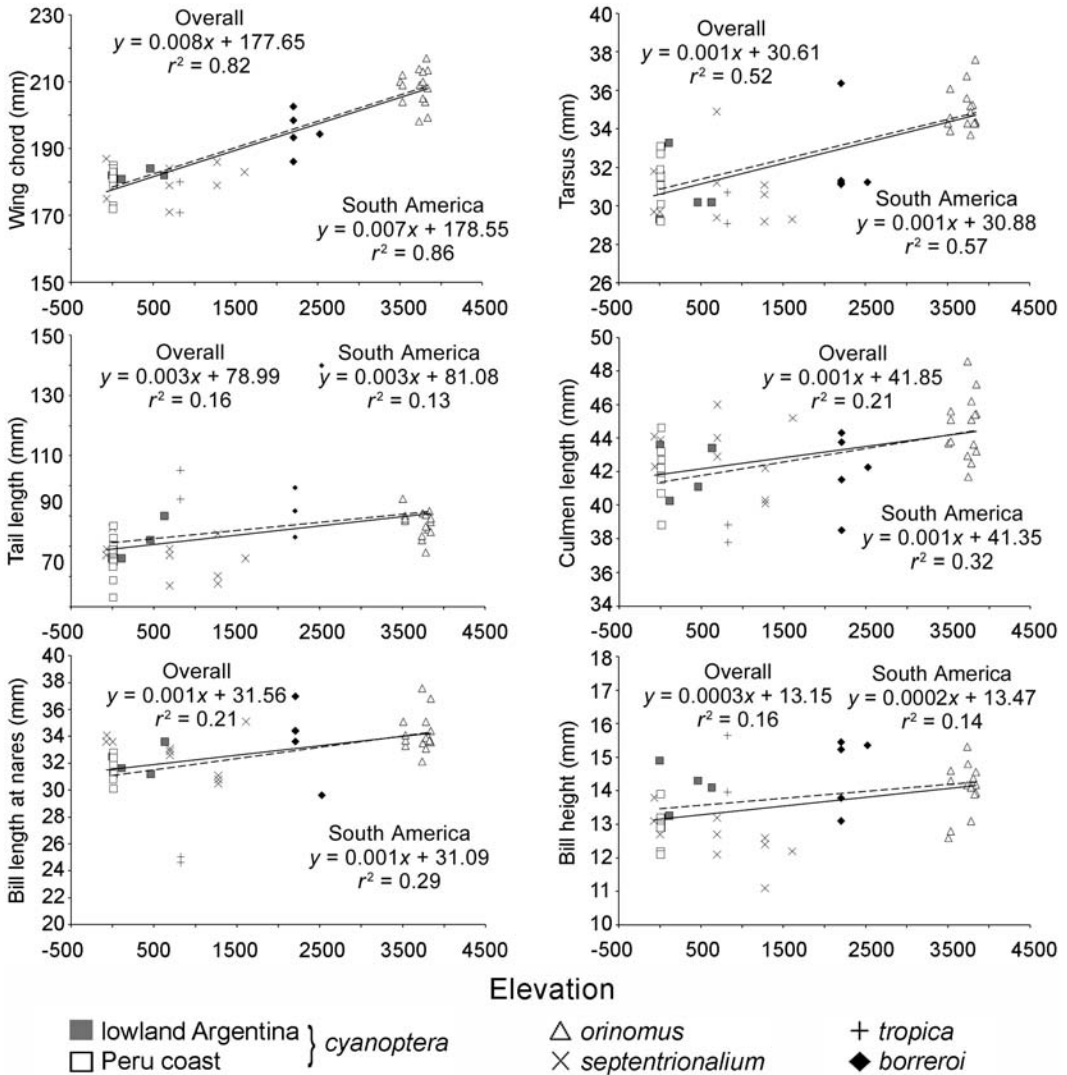 Wing chord (mm)
230
210
190
170
150
-500
500
1500
2500
3500
4500
Overall
y = 0.008x + 177.65
r² = 0.82
South America
y = 0.007x + 178.55
r² = 0.86
Tarsus (mm)
40
38
36
34
32
30
28
26
-500
500
1500
2500
3500
4500
Overall
y = 0.001x + 30.61
r² = 0.52
South America
y = 0.001x + 30.88
r² = 0.57
Tail length (mm)
130
110
90
70
-500
500
1500
2500
3500
4500
Overall
y = 0.003x + 78.99
r² = 0.16
South America
y = 0.003x + 81.08
r² = 0.13
Culmen length (mm)
50
48
46
44
42
40
38
36
34
-500
500
1500
2500
3500
4500
Overall
y = 0.001x + 41.85
r² = 0.21
South America
y = 0.001x + 41.35
r² = 0.32
Bill length at nares (mm)
40
38
36
34
32
30
28
26
24
22
20
-500
500
1500
2500
3500
4500
Overall
y = 0.001x + 31.56
r² = 0.21
South America
y = 0.001x + 31.09
r² = 0.29
Bill height (mm)
18
17
16
15
14
13
12
11
10
-500
500
1500
2500
3500
4500
Overall
y = 0.0003x + 13.15
r² = 0.16
South America
y = 0.0002x + 13.47
r² = 0.14
Elevation
lowland Argentina
Peru coast
} cyanoptera
orinomus
septentrionalium
tropica
borreroi